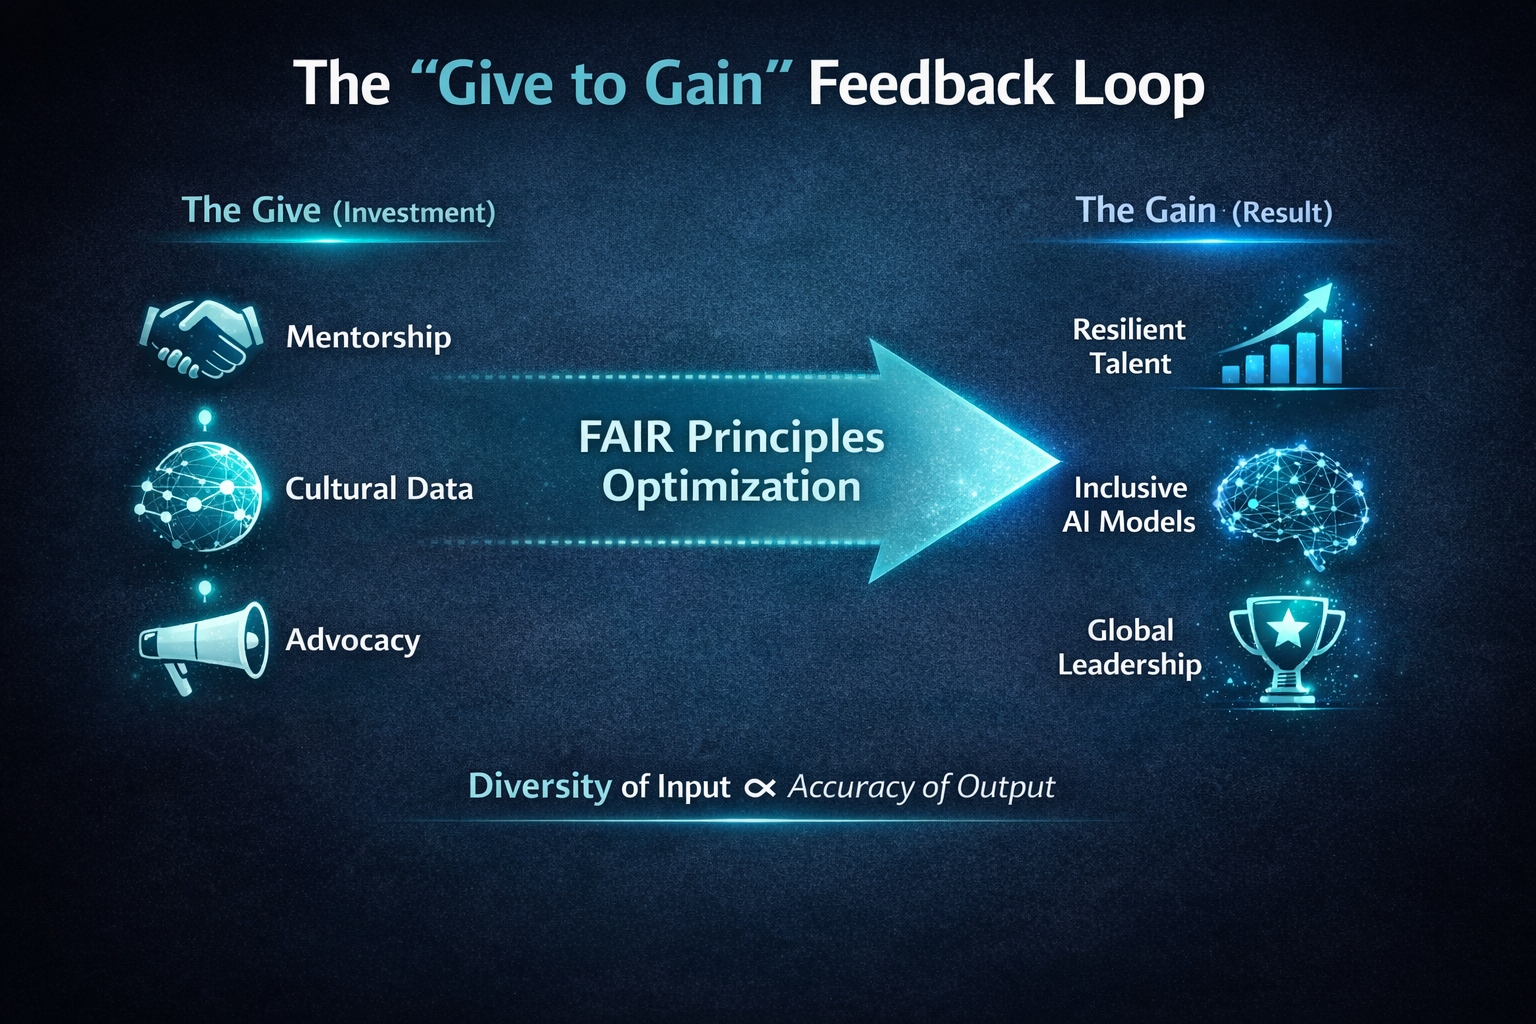 The “Give to Gain” Feedback Loop
The Give (Investment)
Mentorship
Cultural Data
Advocacy
FAIR Principles
Optimization
The Gain (Result)
Resilient
Talent
Inclusive
AI Models
Global
Leadership
Diversity of Input ∝ Accuracy of Output